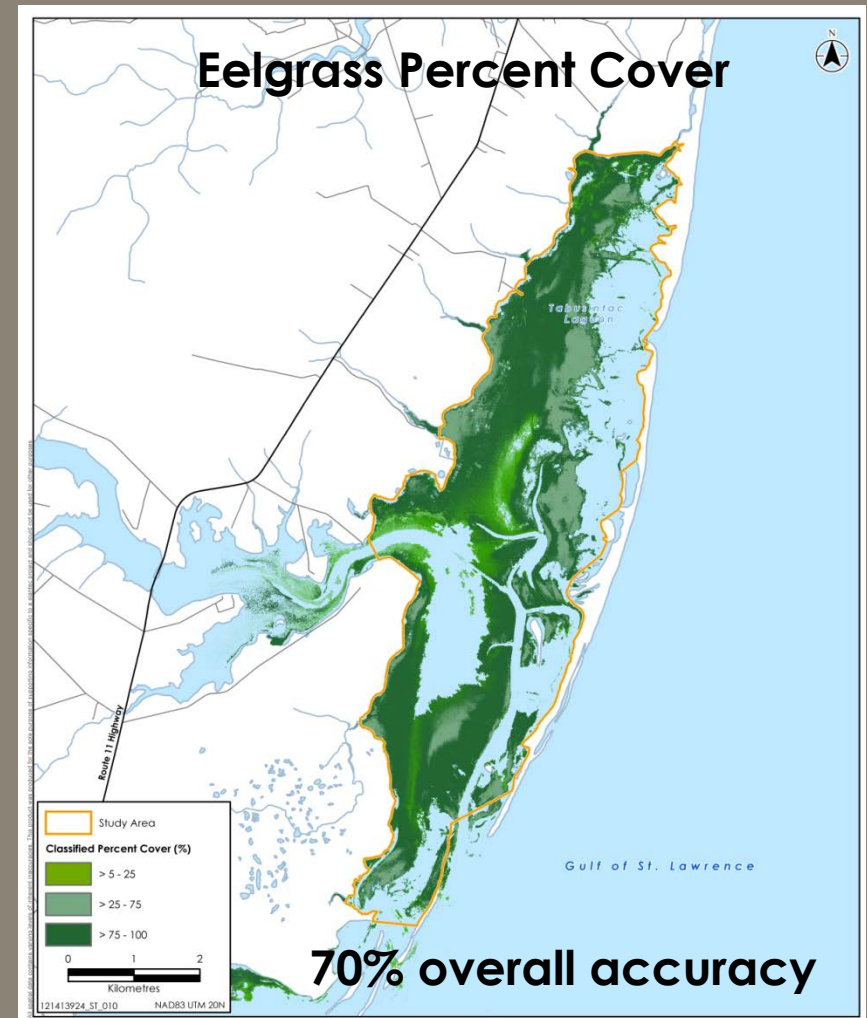 Eelgrass Percent Cover
N
Tabusintac
Lagoon
Route 11 Highway
Gulf of St. Lawrence
Study Area
Classified Percent Cover (%)
> 5 - 25
> 25 - 75
> 75 - 100
0 1 2
Kilometres
121413924_ST_010 NAD83 UTM 20N
70% overall accuracy